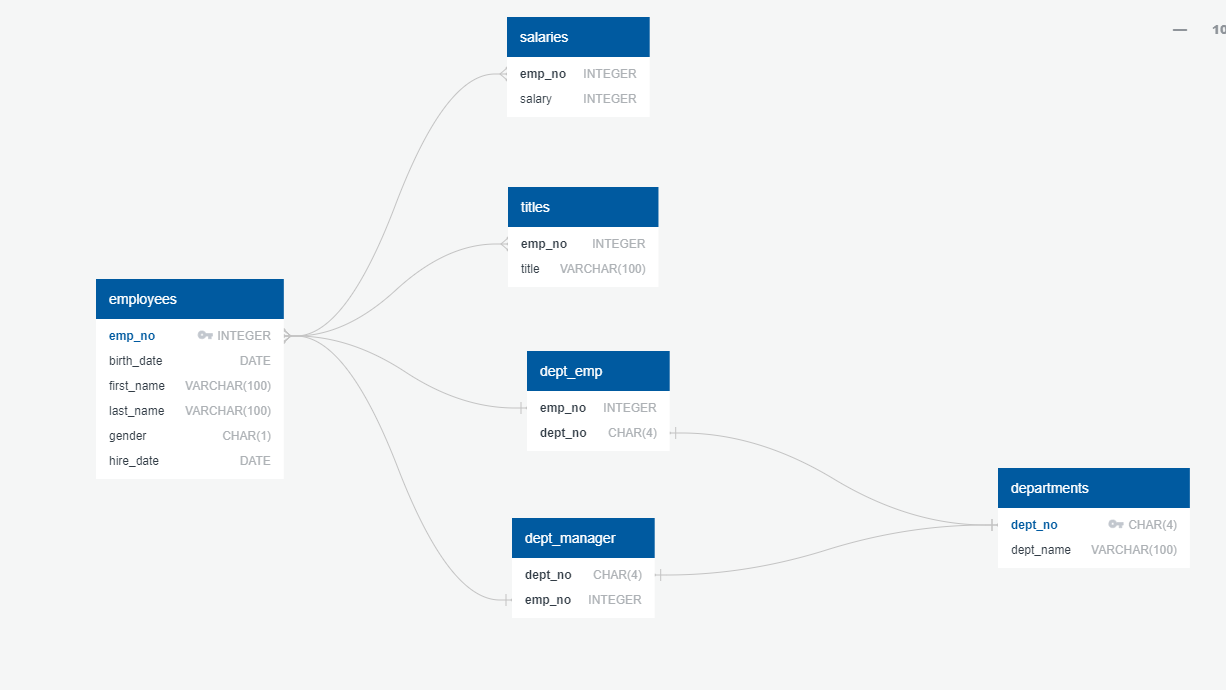 salaries
emp_no INTEGER
salary INTEGER
titles
emp_no INTEGER
title VARCHAR(100)
employees
emp_no INTEGER
birth_date DATE
first_name VARCHAR(100)
last_name VARCHAR(100)
gender CHAR(1)
hire_date DATE
dept_emp
emp_no INTEGER
dept_no CHAR(4)
dept_manager
dept_no CHAR(4)
emp_no INTEGER
departments
dept_no CHAR(4)
dept_name VARCHAR(100)